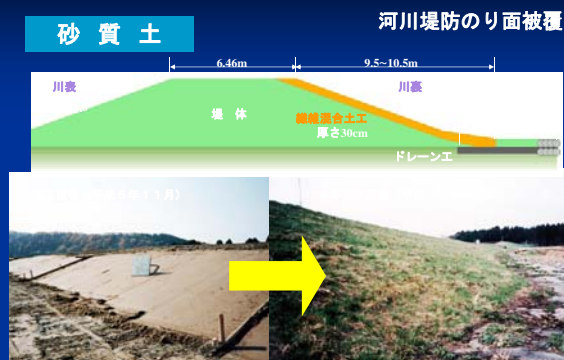 河川堤防のり面被覆
砂 質 土
6.46m
9.5~10.5m
川表
川裏
堤 体
繊維混合土工
厚さ30cm
ドレーン工